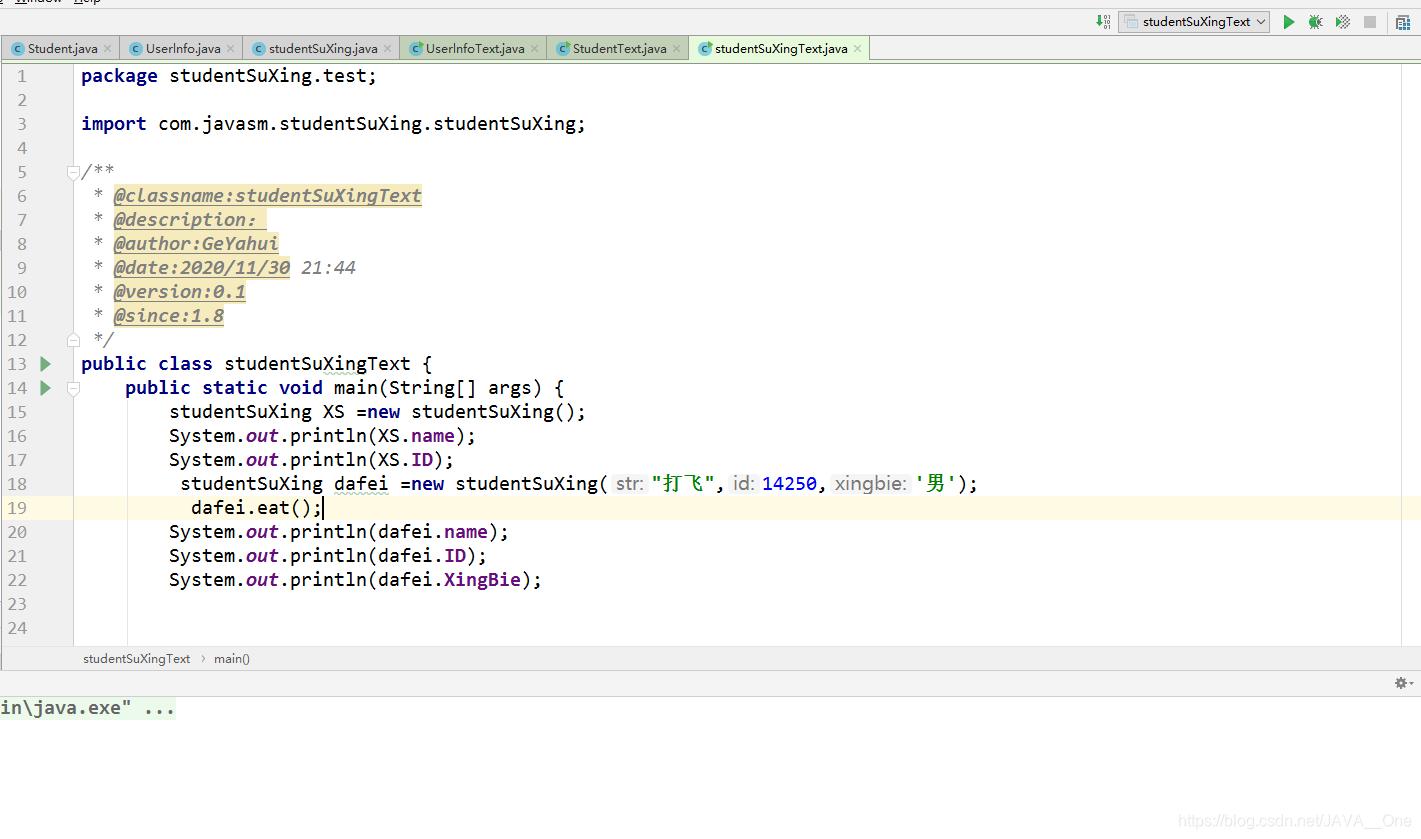 Window Help
studentSuXingText
Student.java UserInfo.java studentSuXing.java UserInfoText.java StudentText.java studentSuXingText.java
1 package studentSuXing.test;
2
3 import com.javasm.studentSuXing.studentSuXing;
4
5 /**
6 * @classname:studentSuXingText
7 * @description:
8 * @author:GeYahui
9 * @date:2020/11/30 21:44
10 * @version:0.1
11 * @since:1.8
12 */
13 public class studentSuXingText {
14 public static void main(String[] args) {
15 studentSuXing XS =new studentSuXing();
16 System.out.println(XS.name);
17 System.out.println(XS.ID);
18 studentSuXing dafei =new studentSuXing( str: "打飞", id: 14250, xingbie: '男');
19 dafei.eat();
20 System.out.println(dafei.name);
21 System.out.println(dafei.ID);
22 System.out.println(dafei.XingBie);
23
24
studentSuXingText › main()
in\java.exe" ...
https://blog.csdn.net/JAVA__One